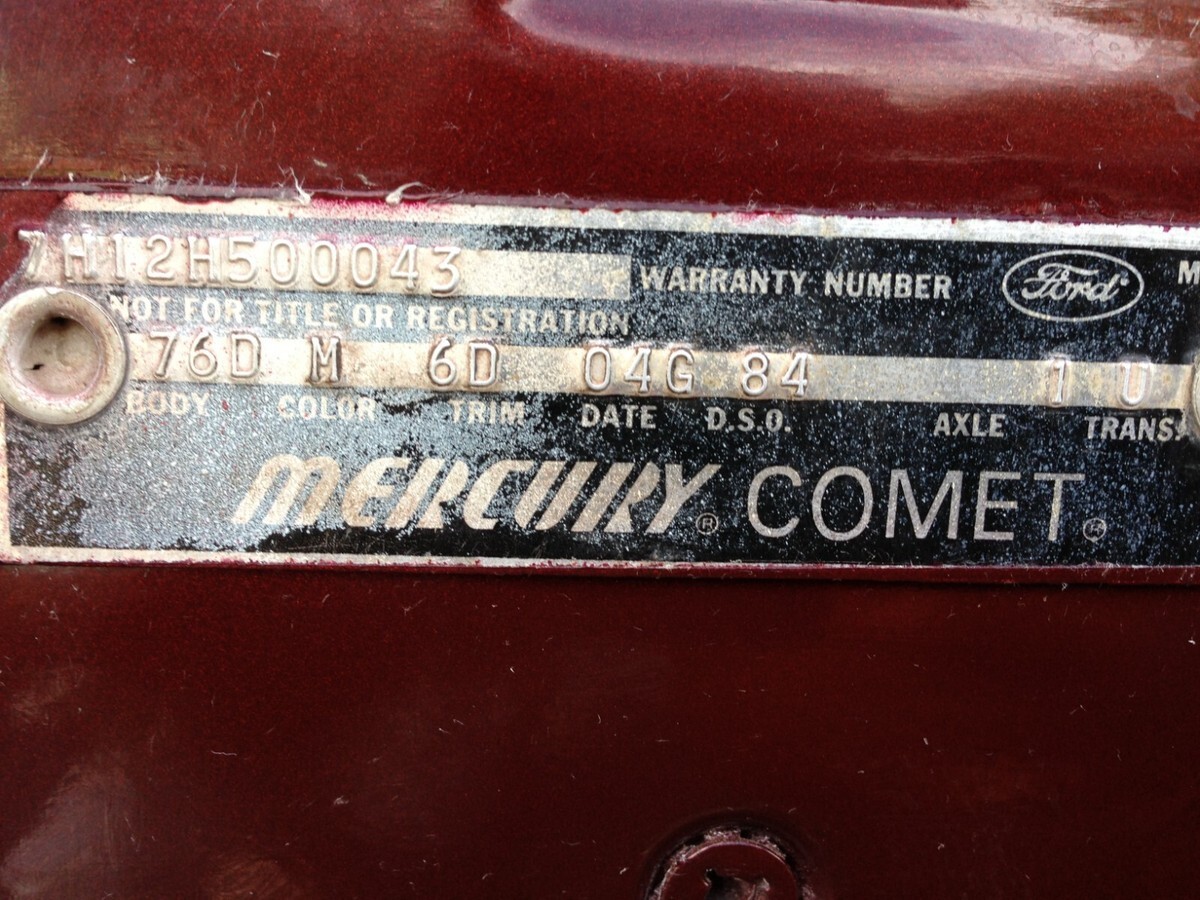 7H12H500043 WARRANTY NUMBER Ford M
NOT FOR TITLE OR REGISTRATION
76D M 6D 04G 84 1 U
BODY COLOR TRIM DATE D.S.O. AXLE TRANS.
MERCURY® COMET®